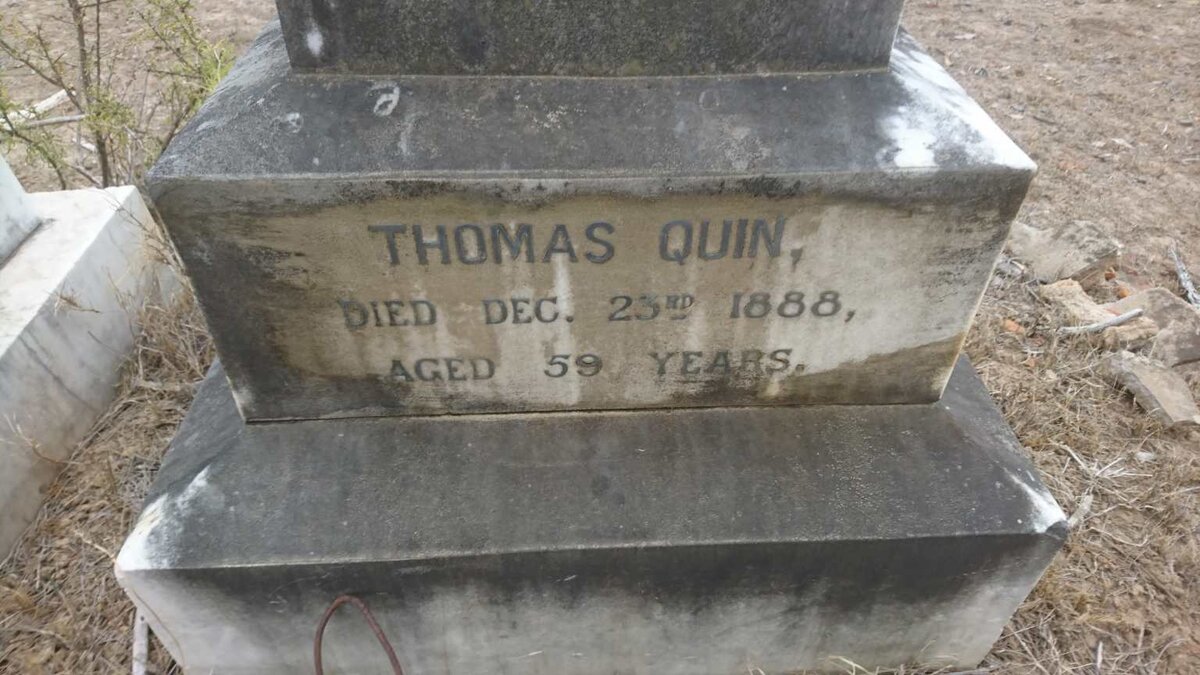 THOMAS QUIN,
DIED DEC. 23RD 1888,
AGED 59 YEARS.